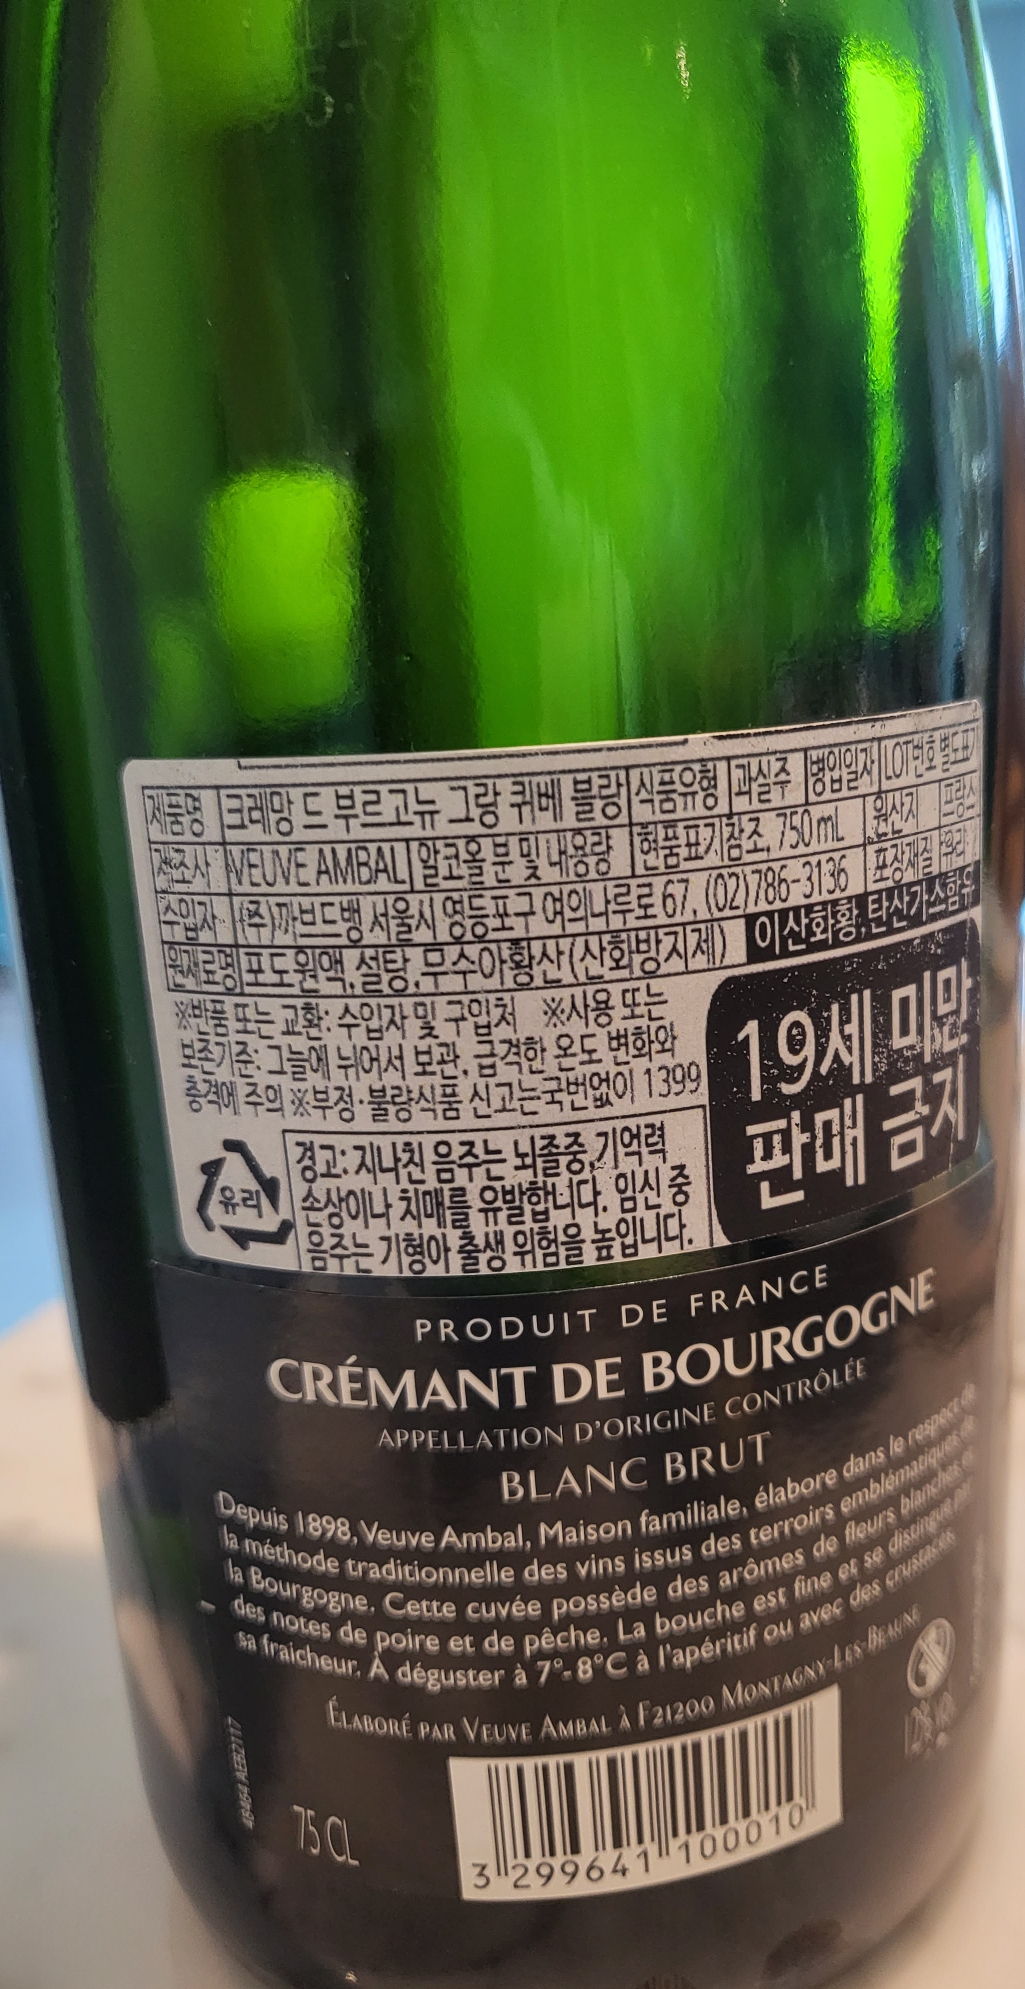 제품명 크레망 드 부르고뉴 그랑 퀴베 블랑 식품유형 과실주 병입일자 LOT번호 별도표기
제조사 VEUVE AMBAL 알코올분 및 내용량 현품표기참조, 750mL 원산지 프랑스
수입자 (주)까브드뱅 서울시 영등포구 여의나루로 67, (02)786-3136 포장재질 유리
원재료명 포도원액, 설탕, 무수아황산(산화방지제) 이산화황, 탄산가스함유
※반품 또는 교환: 수입자 및 구입처 ※사용 또는
보존기준: 그늘에 뉘어서 보관, 급격한 온도 변화와
충격에 주의 ※부정·불량식품 신고는 국번없이 1399
19세 미만
판매 금지
유리
경고: 지나친 음주는 뇌졸중, 기억력
손상이나 치매를 유발합니다. 임신 중
음주는 기형아 출생 위험을 높입니다.
PRODUIT DE FRANCE
CRÉMANT DE BOURGOGNE
APPELLATION D'ORIGINE CONTRÔLÉE
BLANC BRUT
Depuis 1898, Veuve Ambal, Maison familiale, élabore dans le respect de
la méthode traditionnelle des vins issus des terroirs emblématiques de
la Bourgogne. Cette cuvée possède des arômes de fleurs blanches et
des notes de poire et de pêche. La bouche est fine et se distingue par
sa fraicheur. À déguster à 7°-8°C à l'apéritif ou avec des crustacés.
ÉLABORÉ PAR VEUVE AMBAL À F21200 MONTAGNY-LES-BEAUNE
75 CL
3 299641 100010